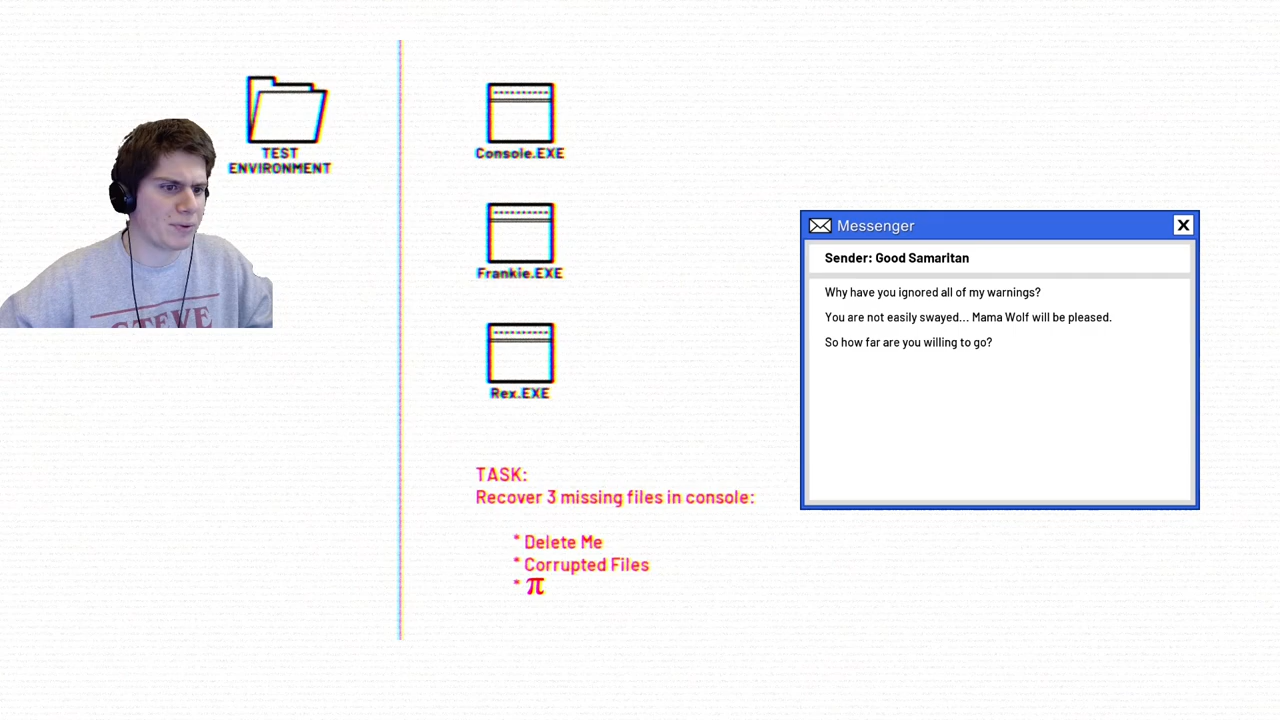 TEST
ENVIRONMENT
STEVE
Console.EXE
Frankie.EXE
Rex.EXE
TASK:
Recover 3 missing files in console:
* Delete Me
* Corrupted Files
* π
Messenger
X
Sender: Good Samaritan
Why have you ignored all of my warnings?
You are not easily swayed... Mama Wolf will be pleased.
So how far are you willing to go?